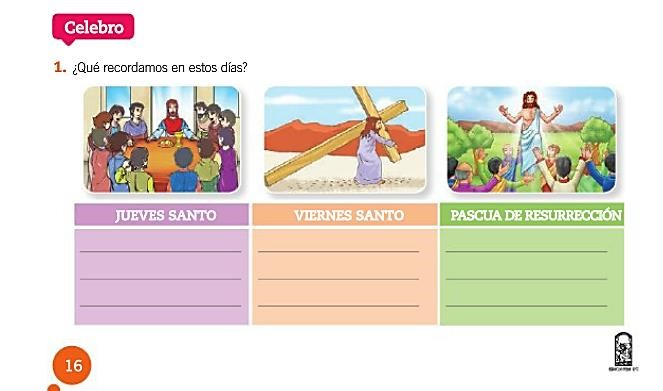 Celebro
1. ¿Qué recordamos en estos días?
JUEVES SANTO
VIERNES SANTO
PASCUA DE RESURRECCIÓN
16